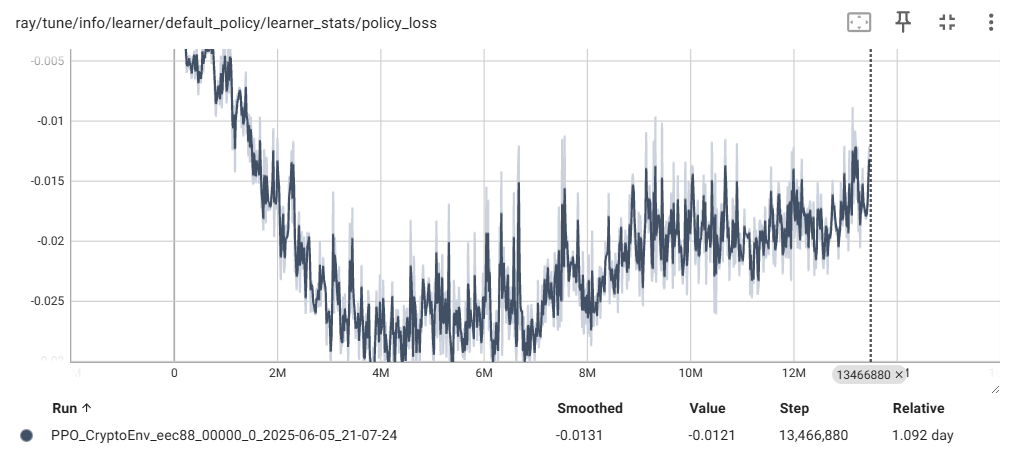 ray/tune/info/learner/default_policy/learner_stats/policy_loss
-0.005
-0.01
-0.015
-0.02
-0.025
0 2M 4M 6M 8M 10M 12M
13466880 ×
Run ↑ Smoothed Value Step Relative
PPO_CryptoEnv_eec88_00000_0_2025-06-05_21-07-24 -0.0131 -0.0121 13,466,880 1.092 day